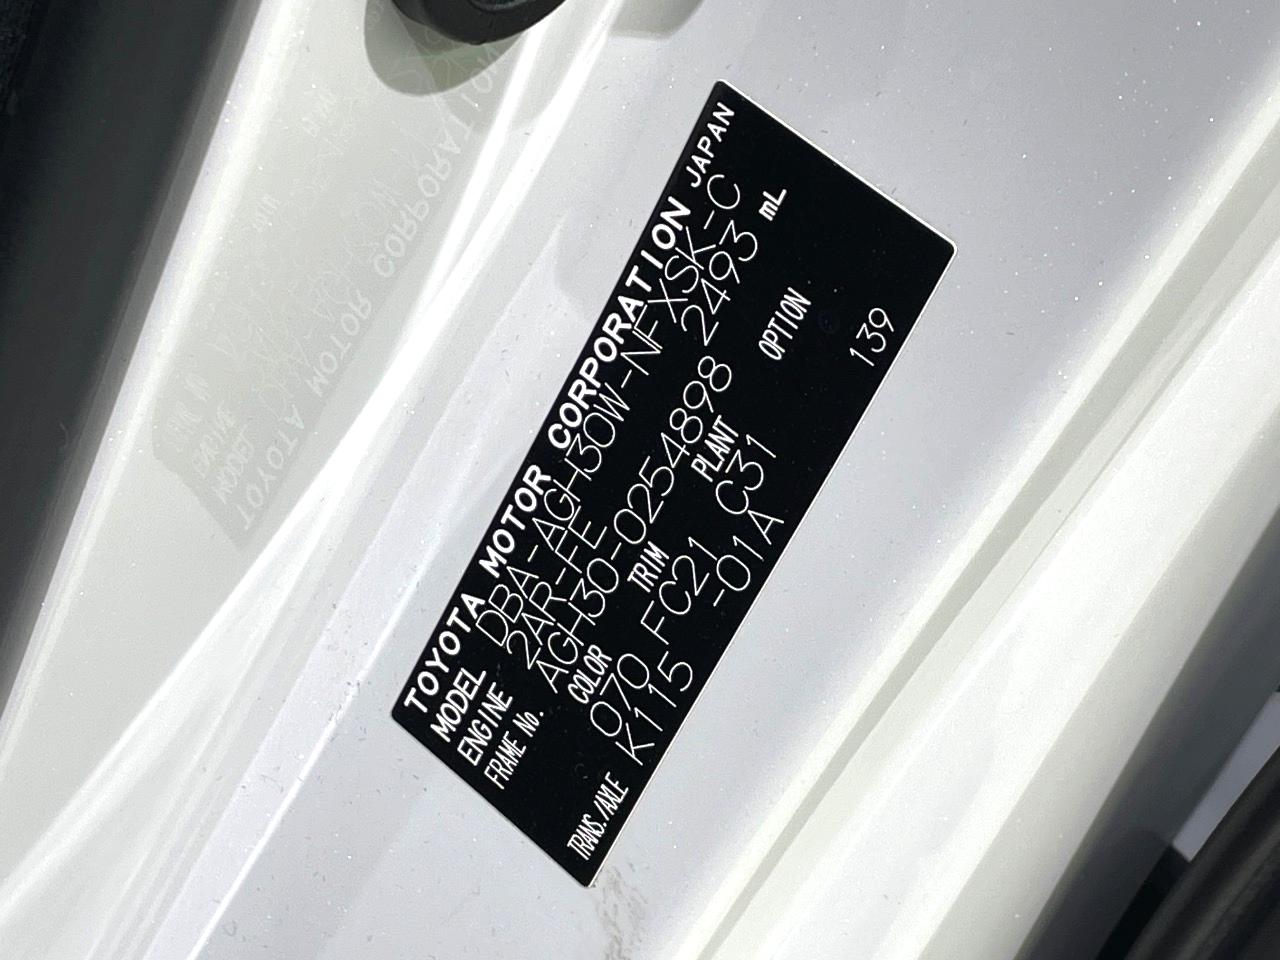 TOYOTA MOTOR CORPORATION JAPAN
MODEL DBA-AGH30W-NFXSK-C
ENGINE 2AR-FE 2493 mL
FRAME No. AGH30-0254898
COLOR TRIM PLANT OPTION
070 FC21 C31
TRANS./AXLE K115 -01A 139